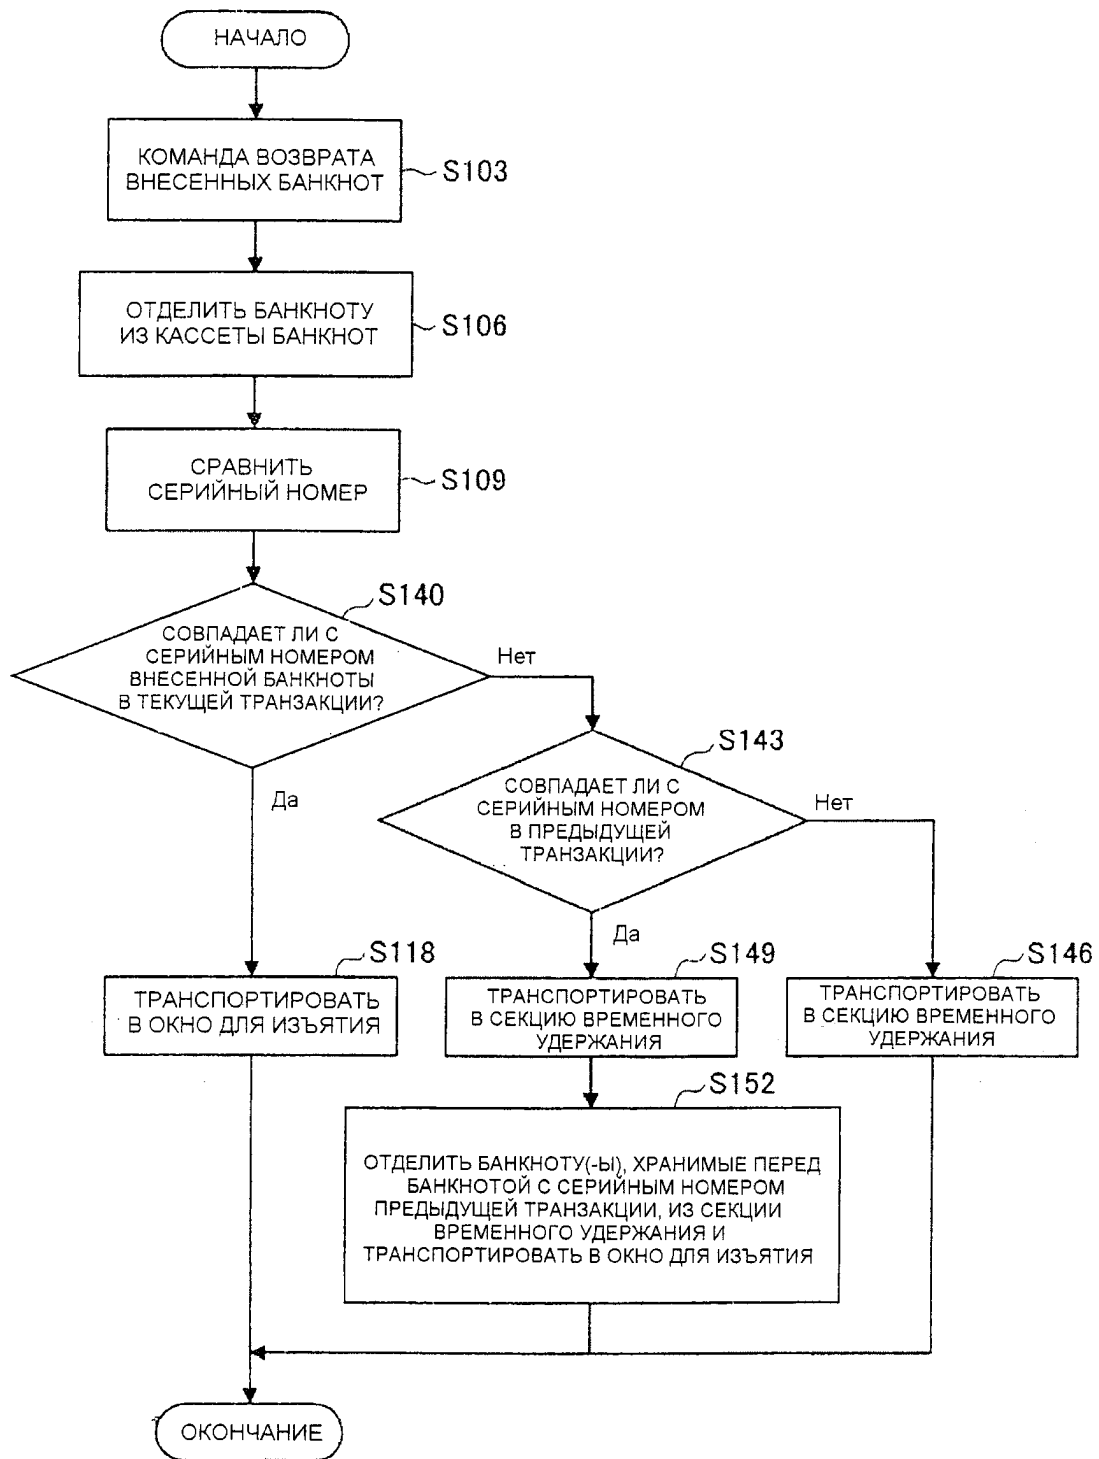 НАЧАЛО
КОМАНДА ВОЗВРАТА
ВНЕСЕННЫХ БАНКНОТ
S103
ОТДЕЛИТЬ БАНКНОТУ
ИЗ КАССЕТЫ БАНКНОТ
S106
СРАВНИТЬ
СЕРИЙНЫЙ НОМЕР
S109
S140
СОВПАДАЕТ ЛИ С
СЕРИЙНЫМ НОМЕРОМ
ВНЕСЕННОЙ БАНКНОТЫ
В ТЕКУЩЕЙ ТРАНЗАКЦИИ?
Нет
Да
S143
СОВПАДАЕТ ЛИ С
СЕРИЙНЫМ НОМЕРОМ
В ПРЕДЫДУЩЕЙ
ТРАНЗАКЦИИ?
Нет
Да
S118
ТРАНСПОРТИРОВАТЬ
В ОКНО ДЛЯ ИЗЪЯТИЯ
S149
ТРАНСПОРТИРОВАТЬ
В СЕКЦИЮ ВРЕМЕННОГО
УДЕРЖАНИЯ
S146
ТРАНСПОРТИРОВАТЬ
В СЕКЦИЮ ВРЕМЕННОГО
УДЕРЖАНИЯ
S152
ОТДЕЛИТЬ БАНКНОТУ(-Ы), ХРАНИМЫЕ ПЕРЕД
БАНКНОТОЙ С СЕРИЙНЫМ НОМЕРОМ
ПРЕДЫДУЩЕЙ ТРАНЗАКЦИИ, ИЗ СЕКЦИИ
ВРЕМЕННОГО УДЕРЖАНИЯ И
ТРАНСПОРТИРОВАТЬ В ОКНО ДЛЯ ИЗЪЯТИЯ
ОКОНЧАНИЕ